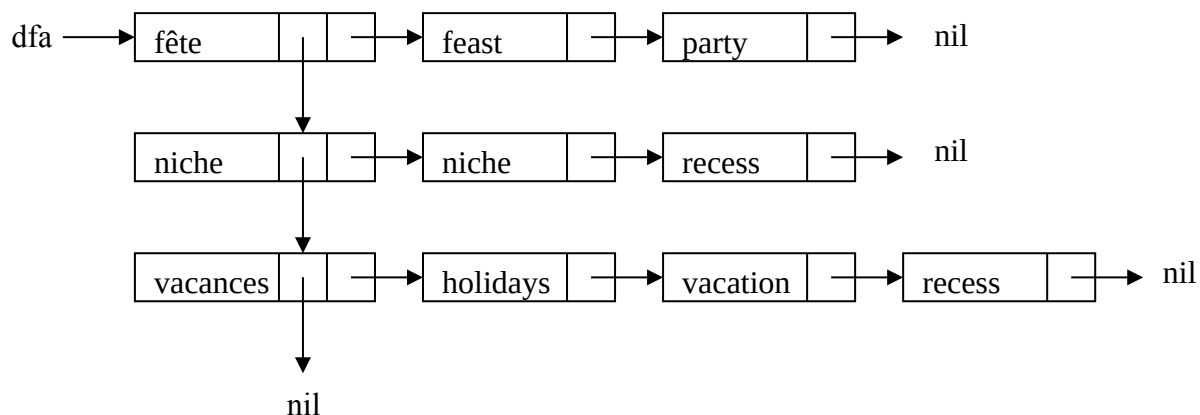 dfa fête feast party nil
niche niche recess nil
vacances holidays vacation recess nil
nil